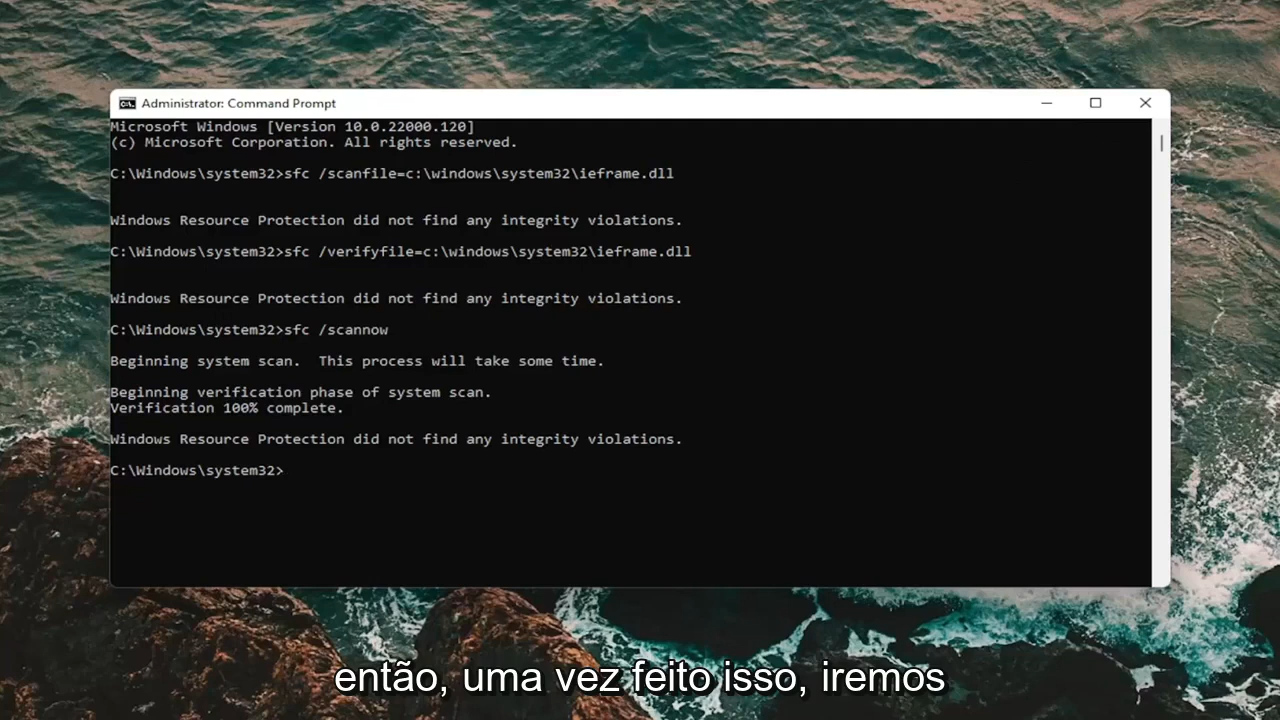 Administrator: Command Prompt
Microsoft Windows [Version 10.0.22000.120]
(c) Microsoft Corporation. All rights reserved.
C:\Windows\system32>sfc /scanfile=c:\windows\system32\ieframe.dll
Windows Resource Protection did not find any integrity violations.
C:\Windows\system32>sfc /verifyfile=c:\windows\system32\ieframe.dll
Windows Resource Protection did not find any integrity violations.
C:\Windows\system32>sfc /scannow
Beginning system scan.  This process will take some time.
Beginning verification phase of system scan.
Verification 100% complete.
Windows Resource Protection did not find any integrity violations.
C:\Windows\system32>
então, uma vez feito isso, iremos